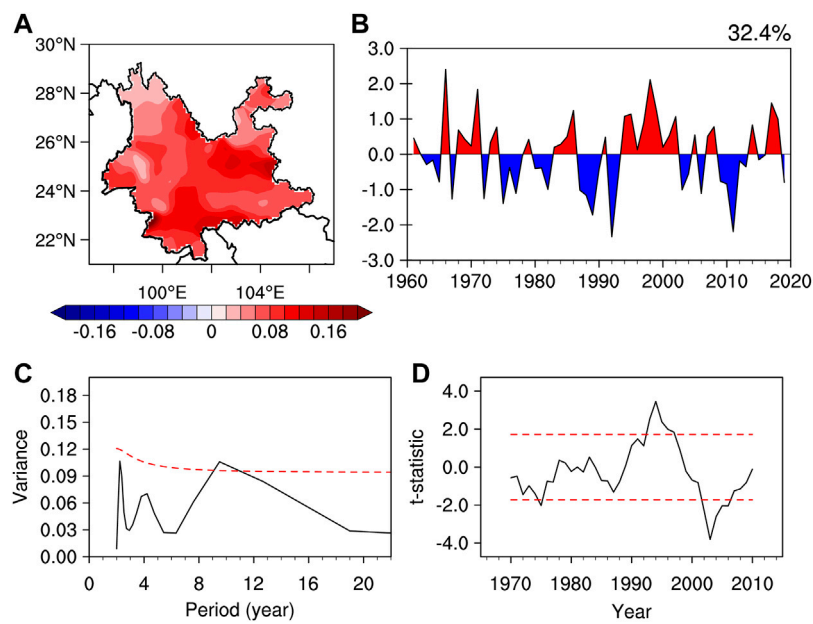 A
30°N
28°N
26°N
24°N
22°N
100°E 104°E
-0.16 -0.08 0 0.08 0.16
B
32.4%
3.0
2.0
1.0
0.0
-1.0
-2.0
-3.0
1960 1970 1980 1990 2000 2010 2020
C
Variance
0.18
0.15
0.12
0.09
0.06
0.03
0.00
0 4 8 12 16 20
Period (year)
D
t-statistic
4.0
2.0
0.0
-2.0
-4.0
1970 1980 1990 2000 2010
Year